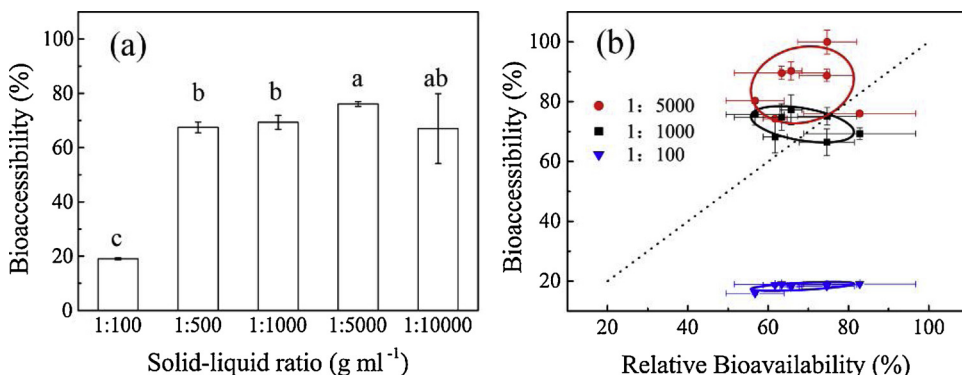 (a)
Bioaccessibility (%)
100
80
60
40
20
0
c
b
b
a
ab
1:100 1:500 1:1000 1:5000 1:10000
Solid-liquid ratio (g ml⁻¹)
(b)
Bioaccessibility (%)
100
80
60
40
20
1: 5000
1: 1000
1: 100
20 40 60 80 100
Relative Bioavailability (%)